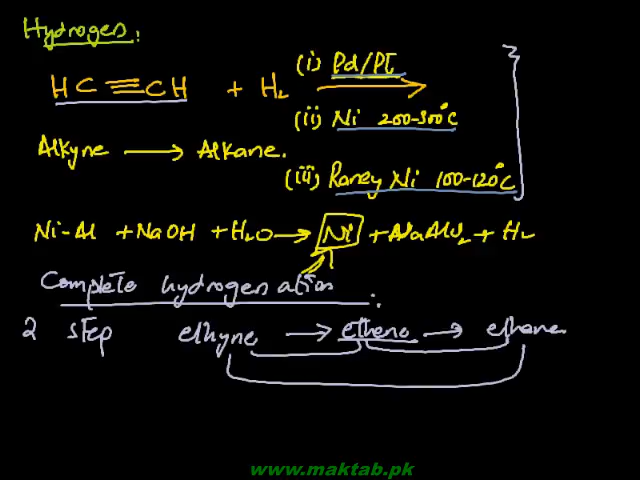 Hydrogen:
HC≡CH + H₂ →
(i) Pd/Pt
(ii) Ni 200-300°C
(iii) Raney Ni 100-120°C
Alkyne → Alkane.
Ni-Al + NaOH + H₂O → Ni + NaAlO₂ + H₂
Complete hydrogenation:
2 step ethyne → ethene → ethane
www.maktab.pk